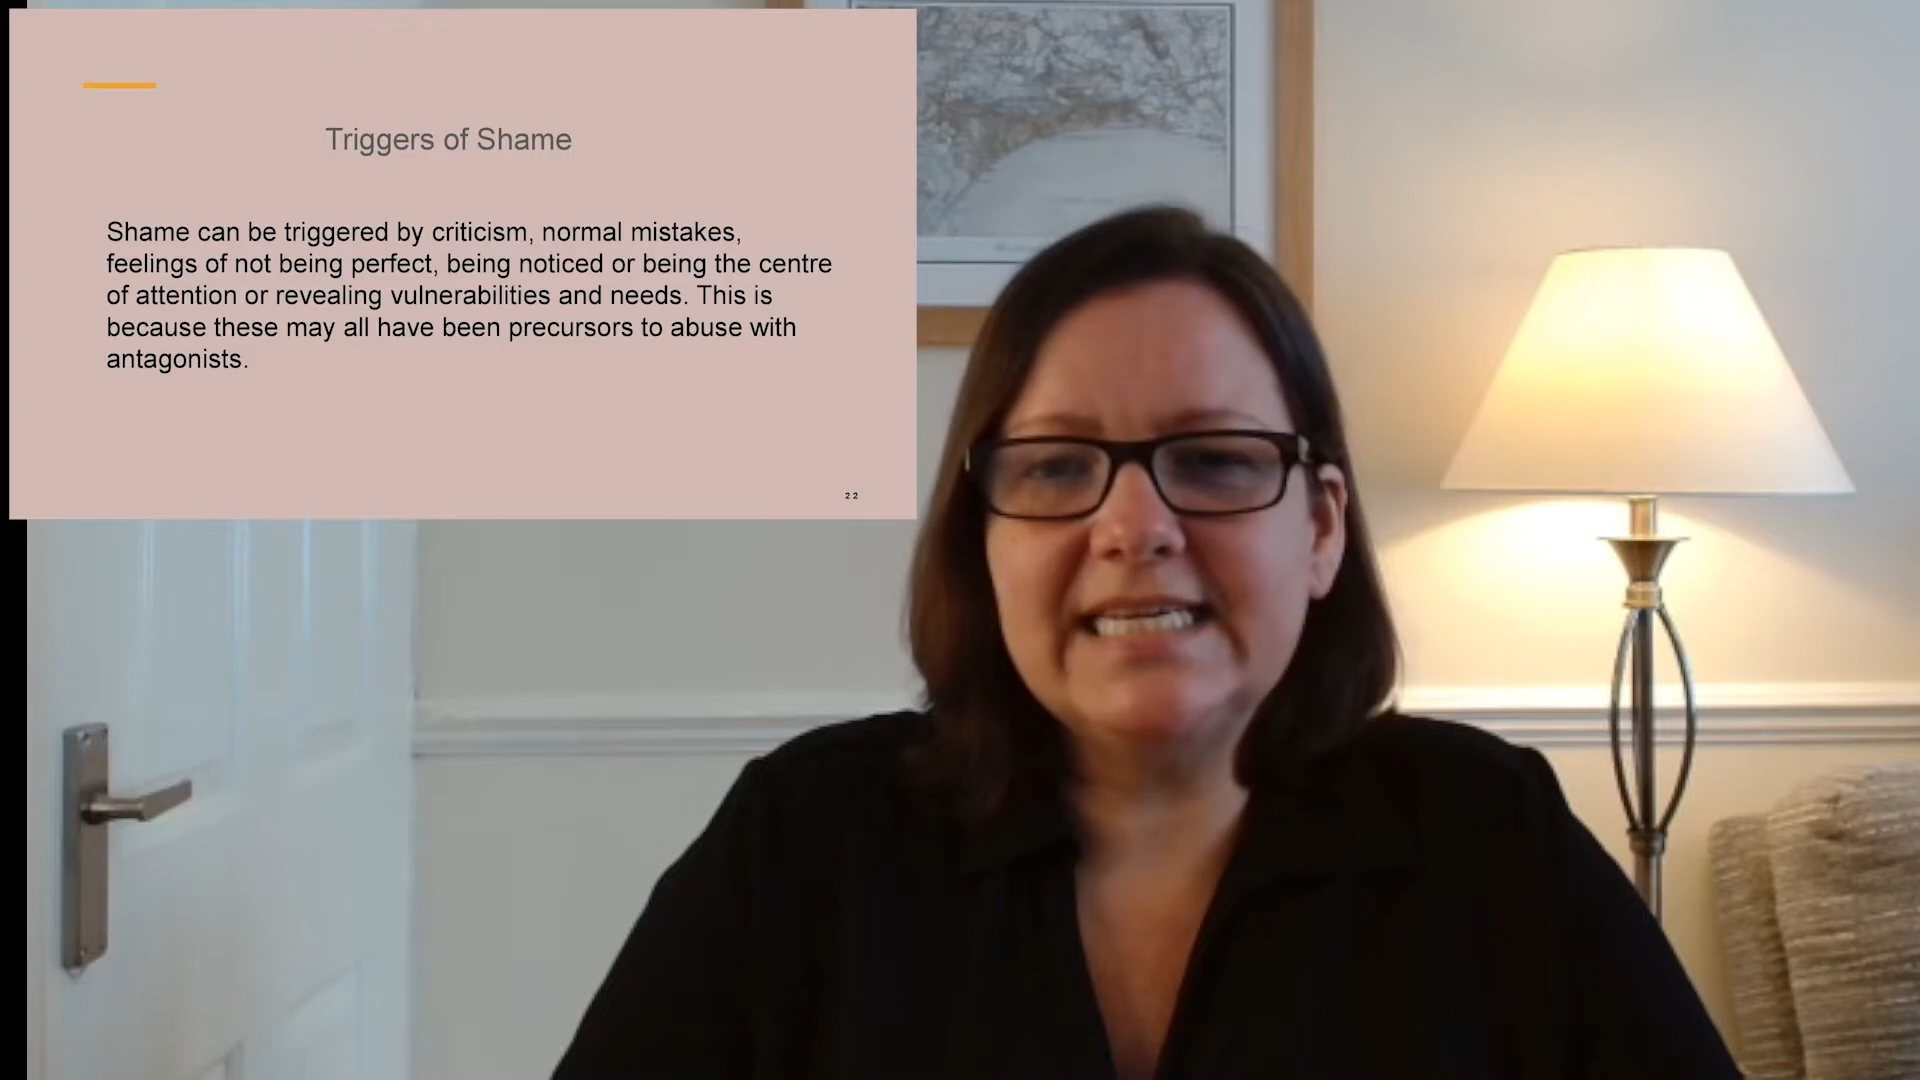 Triggers of Shame
Shame can be triggered by criticism, normal mistakes,
feelings of not being perfect, being noticed or being the centre
of attention or revealing vulnerabilities and needs. This is
because these may all have been precursors to abuse with
antagonists.
22